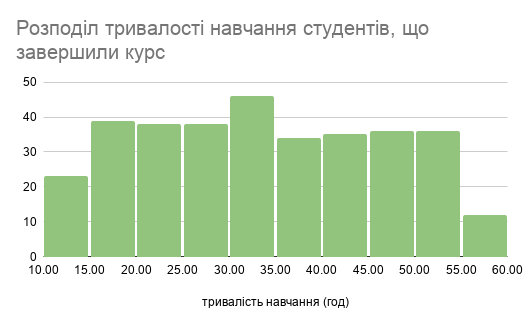 Розподіл тривалості навчання студентів, що
завершили курс
50
40
30
20
10
0
10.00 15.00 20.00 25.00 30.00 35.00 40.00 45.00 50.00 55.00 60.00
тривалість навчання (год)